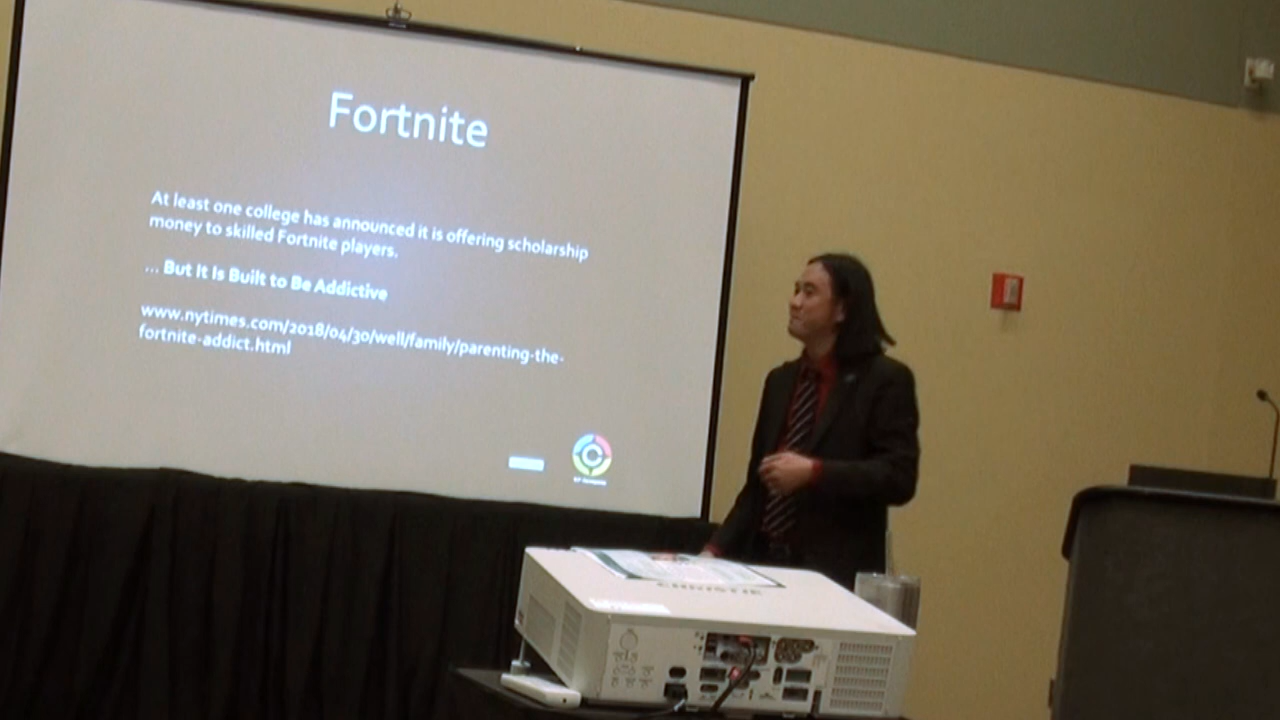 Fortnite
At least one college has announced it is offering scholarship
money to skilled Fortnite players.
... But It Is Built to Be Addictive
www.nytimes.com/2018/04/30/well/family/parenting-the-
fortnite-addict.html
CHRISTIE